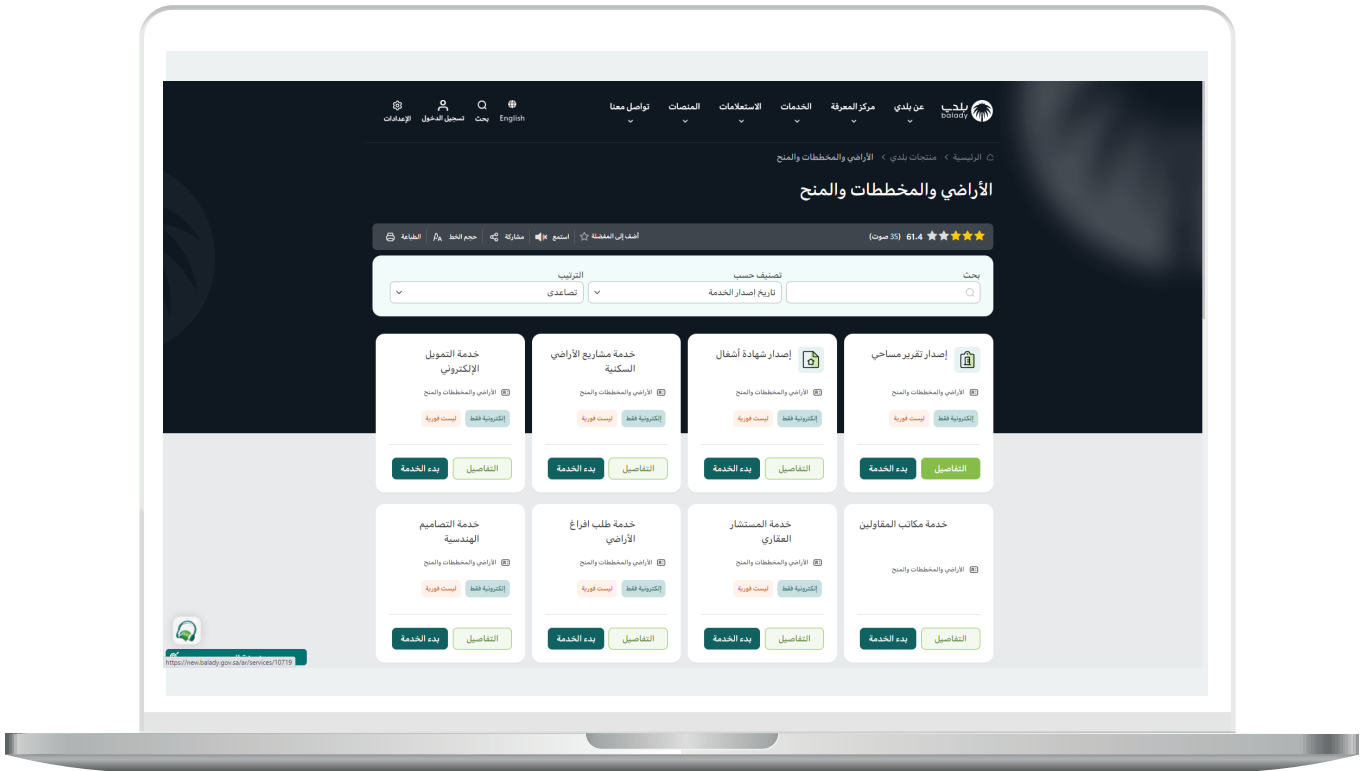 بلدي
balady
عن بلدي
مركز المعرفة
الخدمات
الاستعلامات
المنصات
تواصل معنا
English
بحث
تسجيل الدخول
الإعدادات
الرئيسية > منتجات بلدي > الأراضي والمخططات والمنح
الأراضي والمخططات والمنح
61.4 (35 صوت)
أضف إلى المفضلة
استمع
مشاركة
حجم الخط
الطباعة
بحث
تصنيف حسب
الترتيب
تاريخ إصدار الخدمة
تصاعدى
إصدار تقرير مساحي
الأراضي والمخططات والمنح
إلكترونية فقط
ليست فورية
التفاصيل
بدء الخدمة
إصدار شهادة أشغال
الأراضي والمخططات والمنح
إلكترونية فقط
ليست فورية
التفاصيل
بدء الخدمة
خدمة مشاريع الأراضي
السكنية
الأراضي والمخططات والمنح
إلكترونية فقط
ليست فورية
التفاصيل
بدء الخدمة
خدمة التمويل
الإلكتروني
الأراضي والمخططات والمنح
إلكترونية فقط
ليست فورية
التفاصيل
بدء الخدمة
خدمة مكاتب المقاولين
الأراضي والمخططات والمنح
التفاصيل
بدء الخدمة
خدمة المستشار
العقاري
الأراضي والمخططات والمنح
إلكترونية فقط
ليست فورية
التفاصيل
بدء الخدمة
خدمة طلب افراغ
الأراضي
الأراضي والمخططات والمنح
إلكترونية فقط
ليست فورية
التفاصيل
بدء الخدمة
خدمة التصاميم
الهندسية
الأراضي والمخططات والمنح
إلكترونية فقط
ليست فورية
التفاصيل
بدء الخدمة
https://new.balady.gov.sa/ar/services/10719